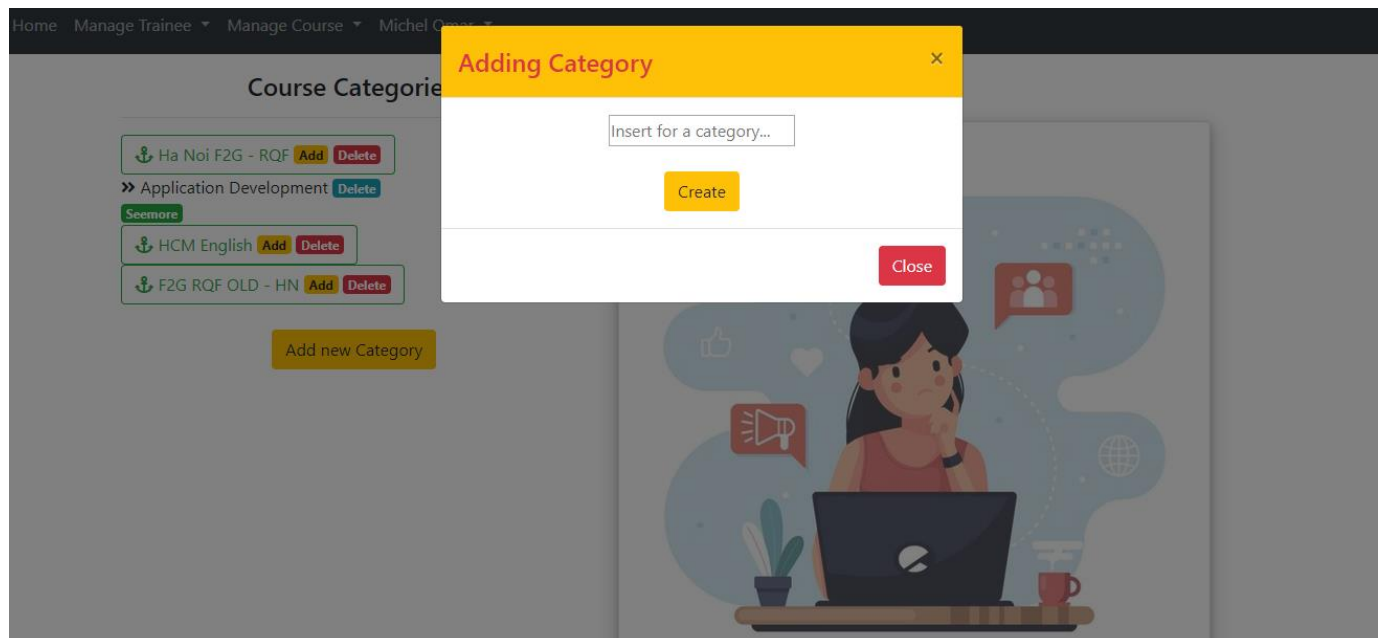 Home Manage Trainee Manage Course Michel Omar
Adding Category ×
Course Categorie
Insert for a category...
Create
Close
Ha Noi F2G - RQF Add Delete
Application Development Delete
Seemore
HCM English Add Delete
F2G RQF OLD - HN Add Delete
Add new Category